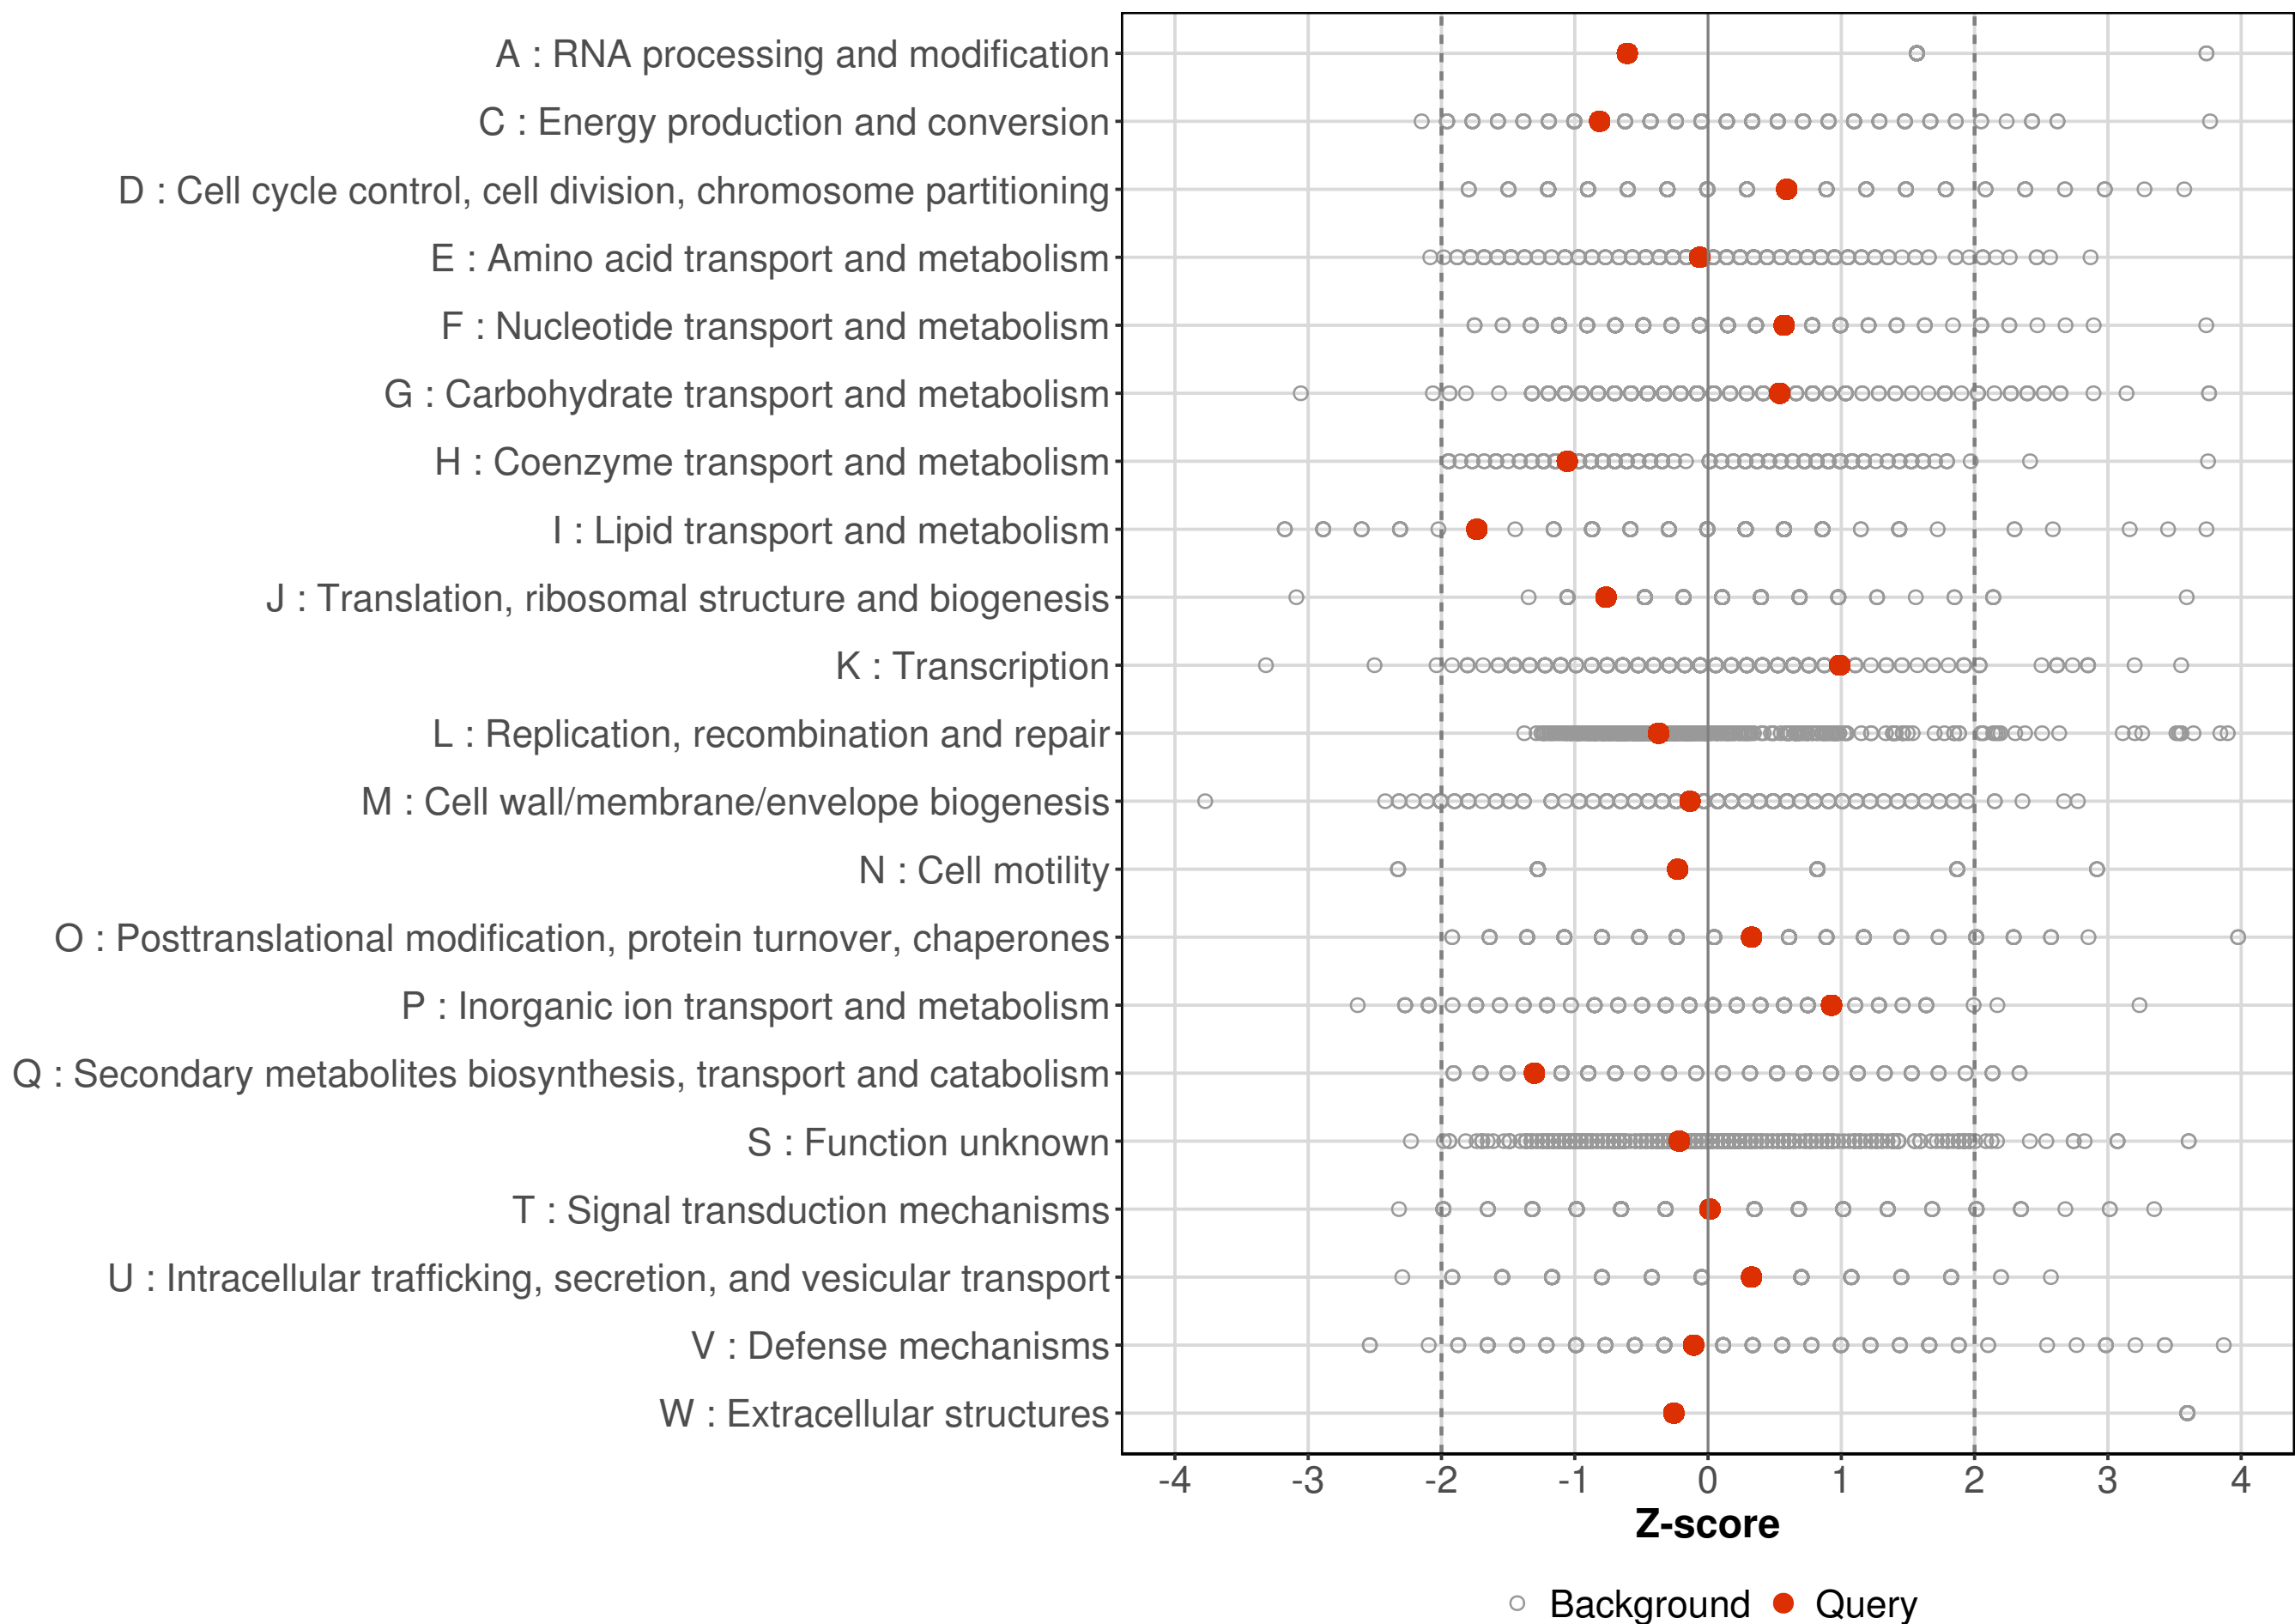 A : RNA processing and modification
C : Energy production and conversion
D : Cell cycle control, cell division, chromosome partitioning
E : Amino acid transport and metabolism
F : Nucleotide transport and metabolism
G : Carbohydrate transport and metabolism
H : Coenzyme transport and metabolism
I : Lipid transport and metabolism
J : Translation, ribosomal structure and biogenesis
K : Transcription
L : Replication, recombination and repair
M : Cell wall/membrane/envelope biogenesis
N : Cell motility
O : Posttranslational modification, protein turnover, chaperones
P : Inorganic ion transport and metabolism
Q : Secondary metabolites biosynthesis, transport and catabolism
S : Function unknown
T : Signal transduction mechanisms
U : Intracellular trafficking, secretion, and vesicular transport
V : Defense mechanisms
W : Extracellular structures
-4 -3 -2 -1 0 1 2 3 4
Z-score
Background Query